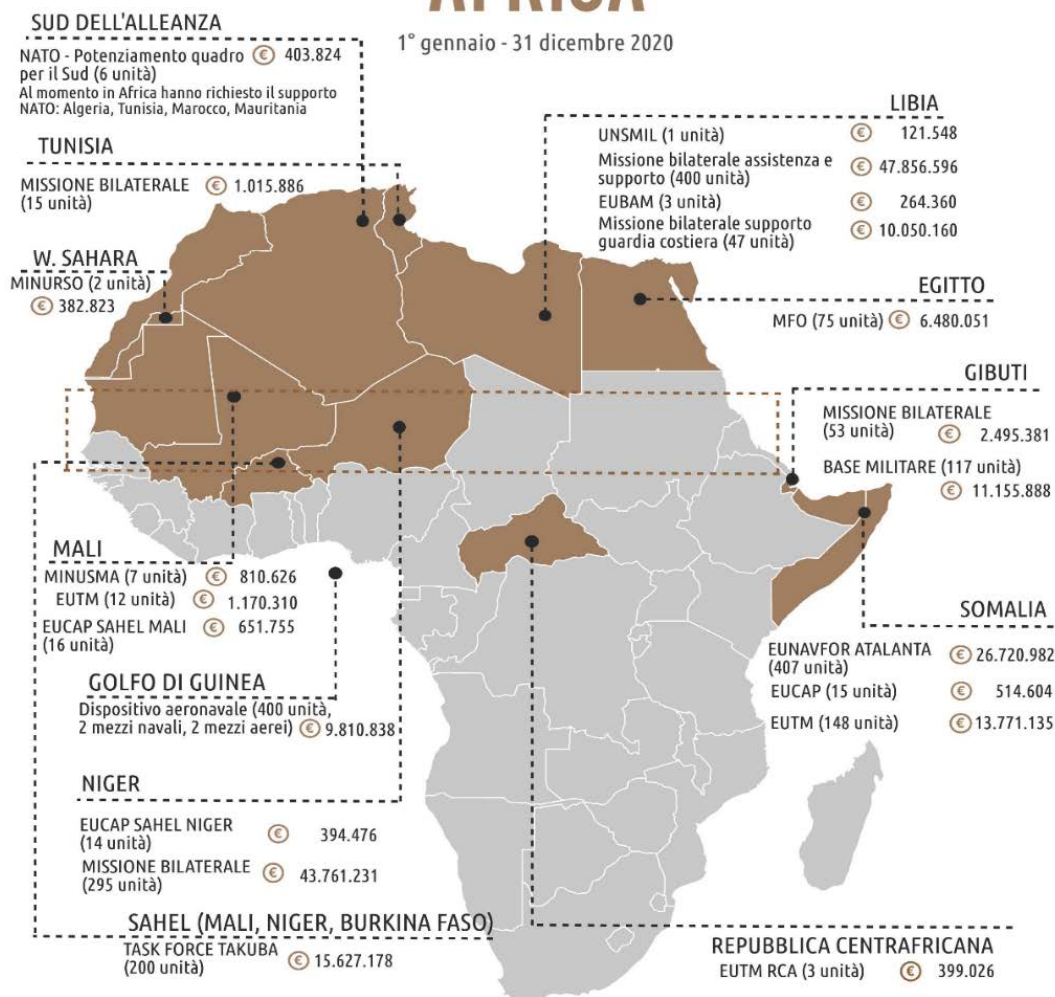 AFRICA
1° gennaio - 31 dicembre 2020
SUD DELL'ALLEANZA
NATO - Potenziamento quadro € 403.824
per il Sud (6 unità)
Al momento in Africa hanno richiesto il supporto
NATO: Algeria, Tunisia, Marocco, Mauritania
TUNISIA
MISSIONE BILATERALE € 1.015.886
(15 unità)
W. SAHARA
MINURSO (2 unità)
€ 382.823
LIBIA
UNSMIL (1 unità) € 121.548
Missione bilaterale assistenza e
supporto (400 unità) € 47.856.596
EUBAM (3 unità) € 264.360
Missione bilaterale supporto
guardia costiera (47 unità) € 10.050.160
EGITTO
MFO (75 unità) € 6.480.051
GIBUTI
MISSIONE BILATERALE
(53 unità) € 2.495.381
BASE MILITARE (117 unità)
€ 11.155.888
MALI
MINUSMA (7 unità) € 810.626
EUTM (12 unità) € 1.170.310
EUCAP SAHEL MALI € 651.755
(16 unità)
GOLFO DI GUINEA
Dispositivo aeronavale (400 unità,
2 mezzi navali, 2 mezzi aerei) € 9.810.838
SOMALIA
EUNAVFOR ATALANTA € 26.720.982
(407 unità)
EUCAP (15 unità) € 514.604
EUTM (148 unità) € 13.771.135
NIGER
EUCAP SAHEL NIGER € 394.476
(14 unità)
MISSIONE BILATERALE € 43.761.231
(295 unità)
SAHEL (MALI, NIGER, BURKINA FASO)
TASK FORCE TAKUBA € 15.627.178
(200 unità)
REPUBBLICA CENTRAFRICANA
EUTM RCA (3 unità) € 399.026